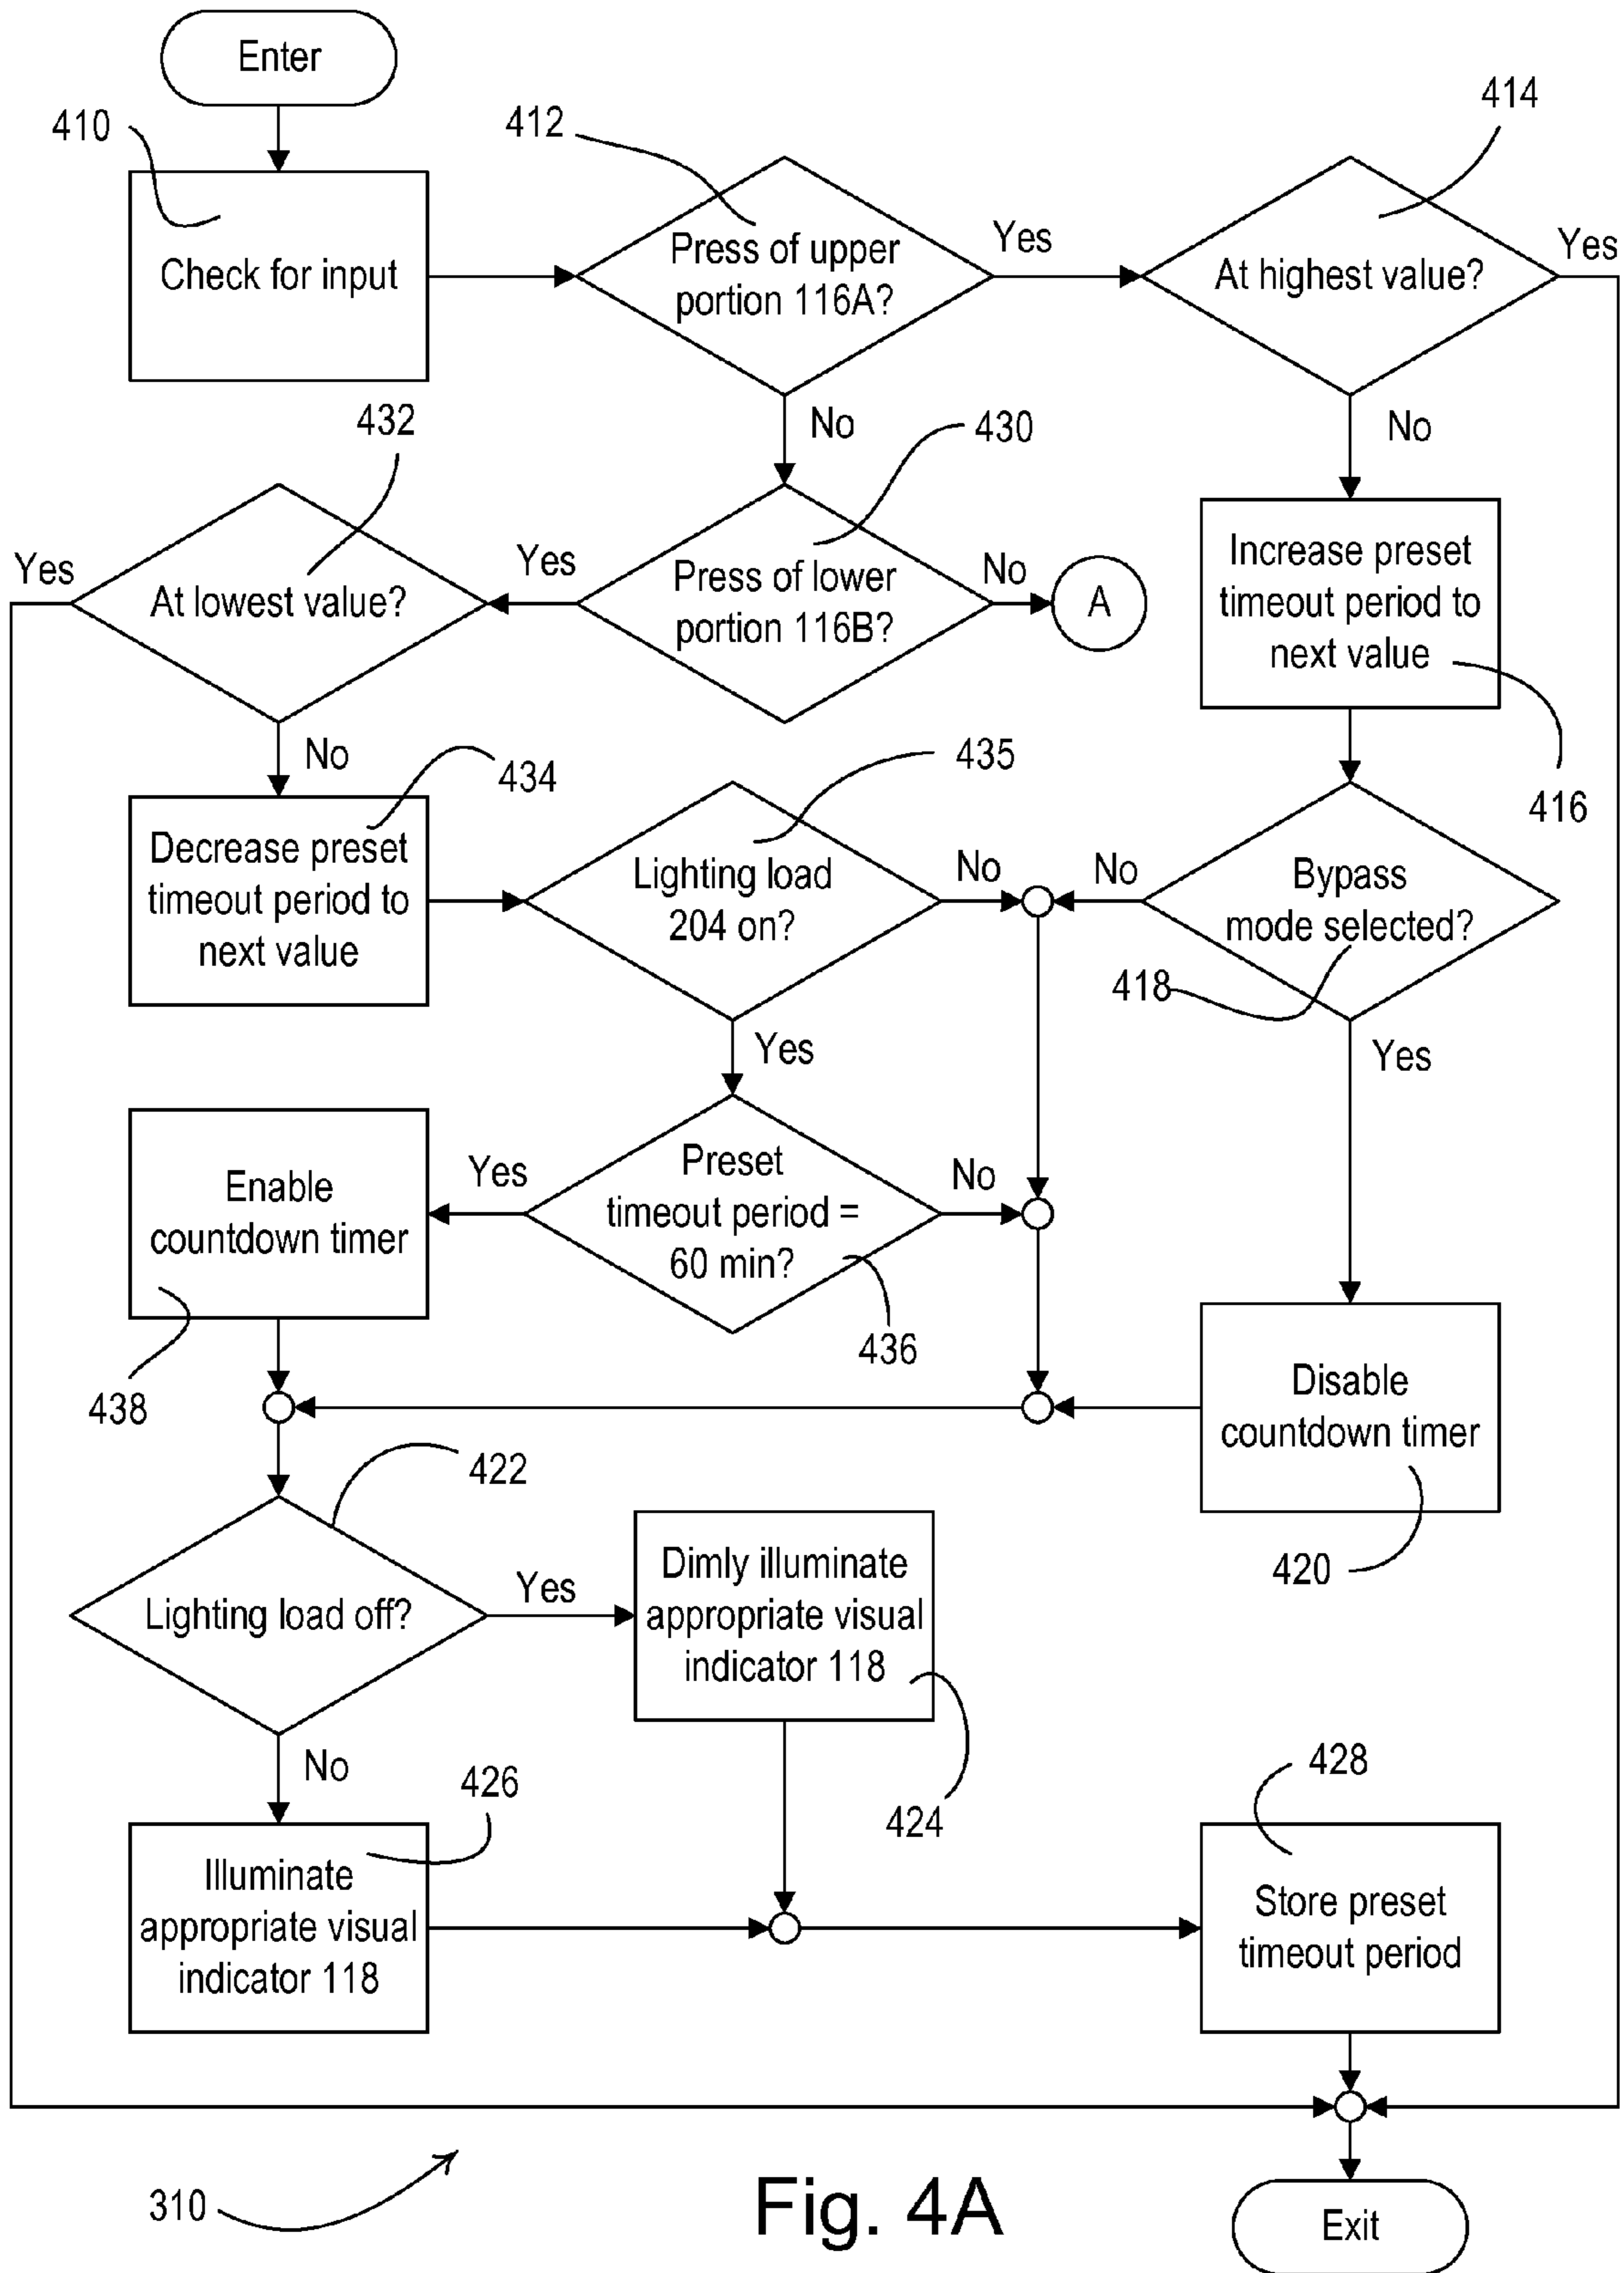 Enter
410
412
414
Check for input
Press of upper
portion 116A?
Yes
At highest value?
Yes
No
No
432
430
Yes
At lowest value?
Yes
Press of lower
portion 116B?
No
A
Increase preset
timeout period to
next value
416
No
434
435
Decrease preset
timeout period to
next value
Lighting load
204 on?
No
No
Bypass
mode selected?
418
Yes
Yes
Enable
countdown timer
Yes
Preset
timeout period =
60 min?
No
436
438
Disable
countdown timer
420
422
Lighting load off?
Yes
Dimly illuminate
appropriate visual
indicator 118
424
No
426
428
Illuminate
appropriate visual
indicator 118
Store preset
timeout period
310
Fig. 4A
Exit